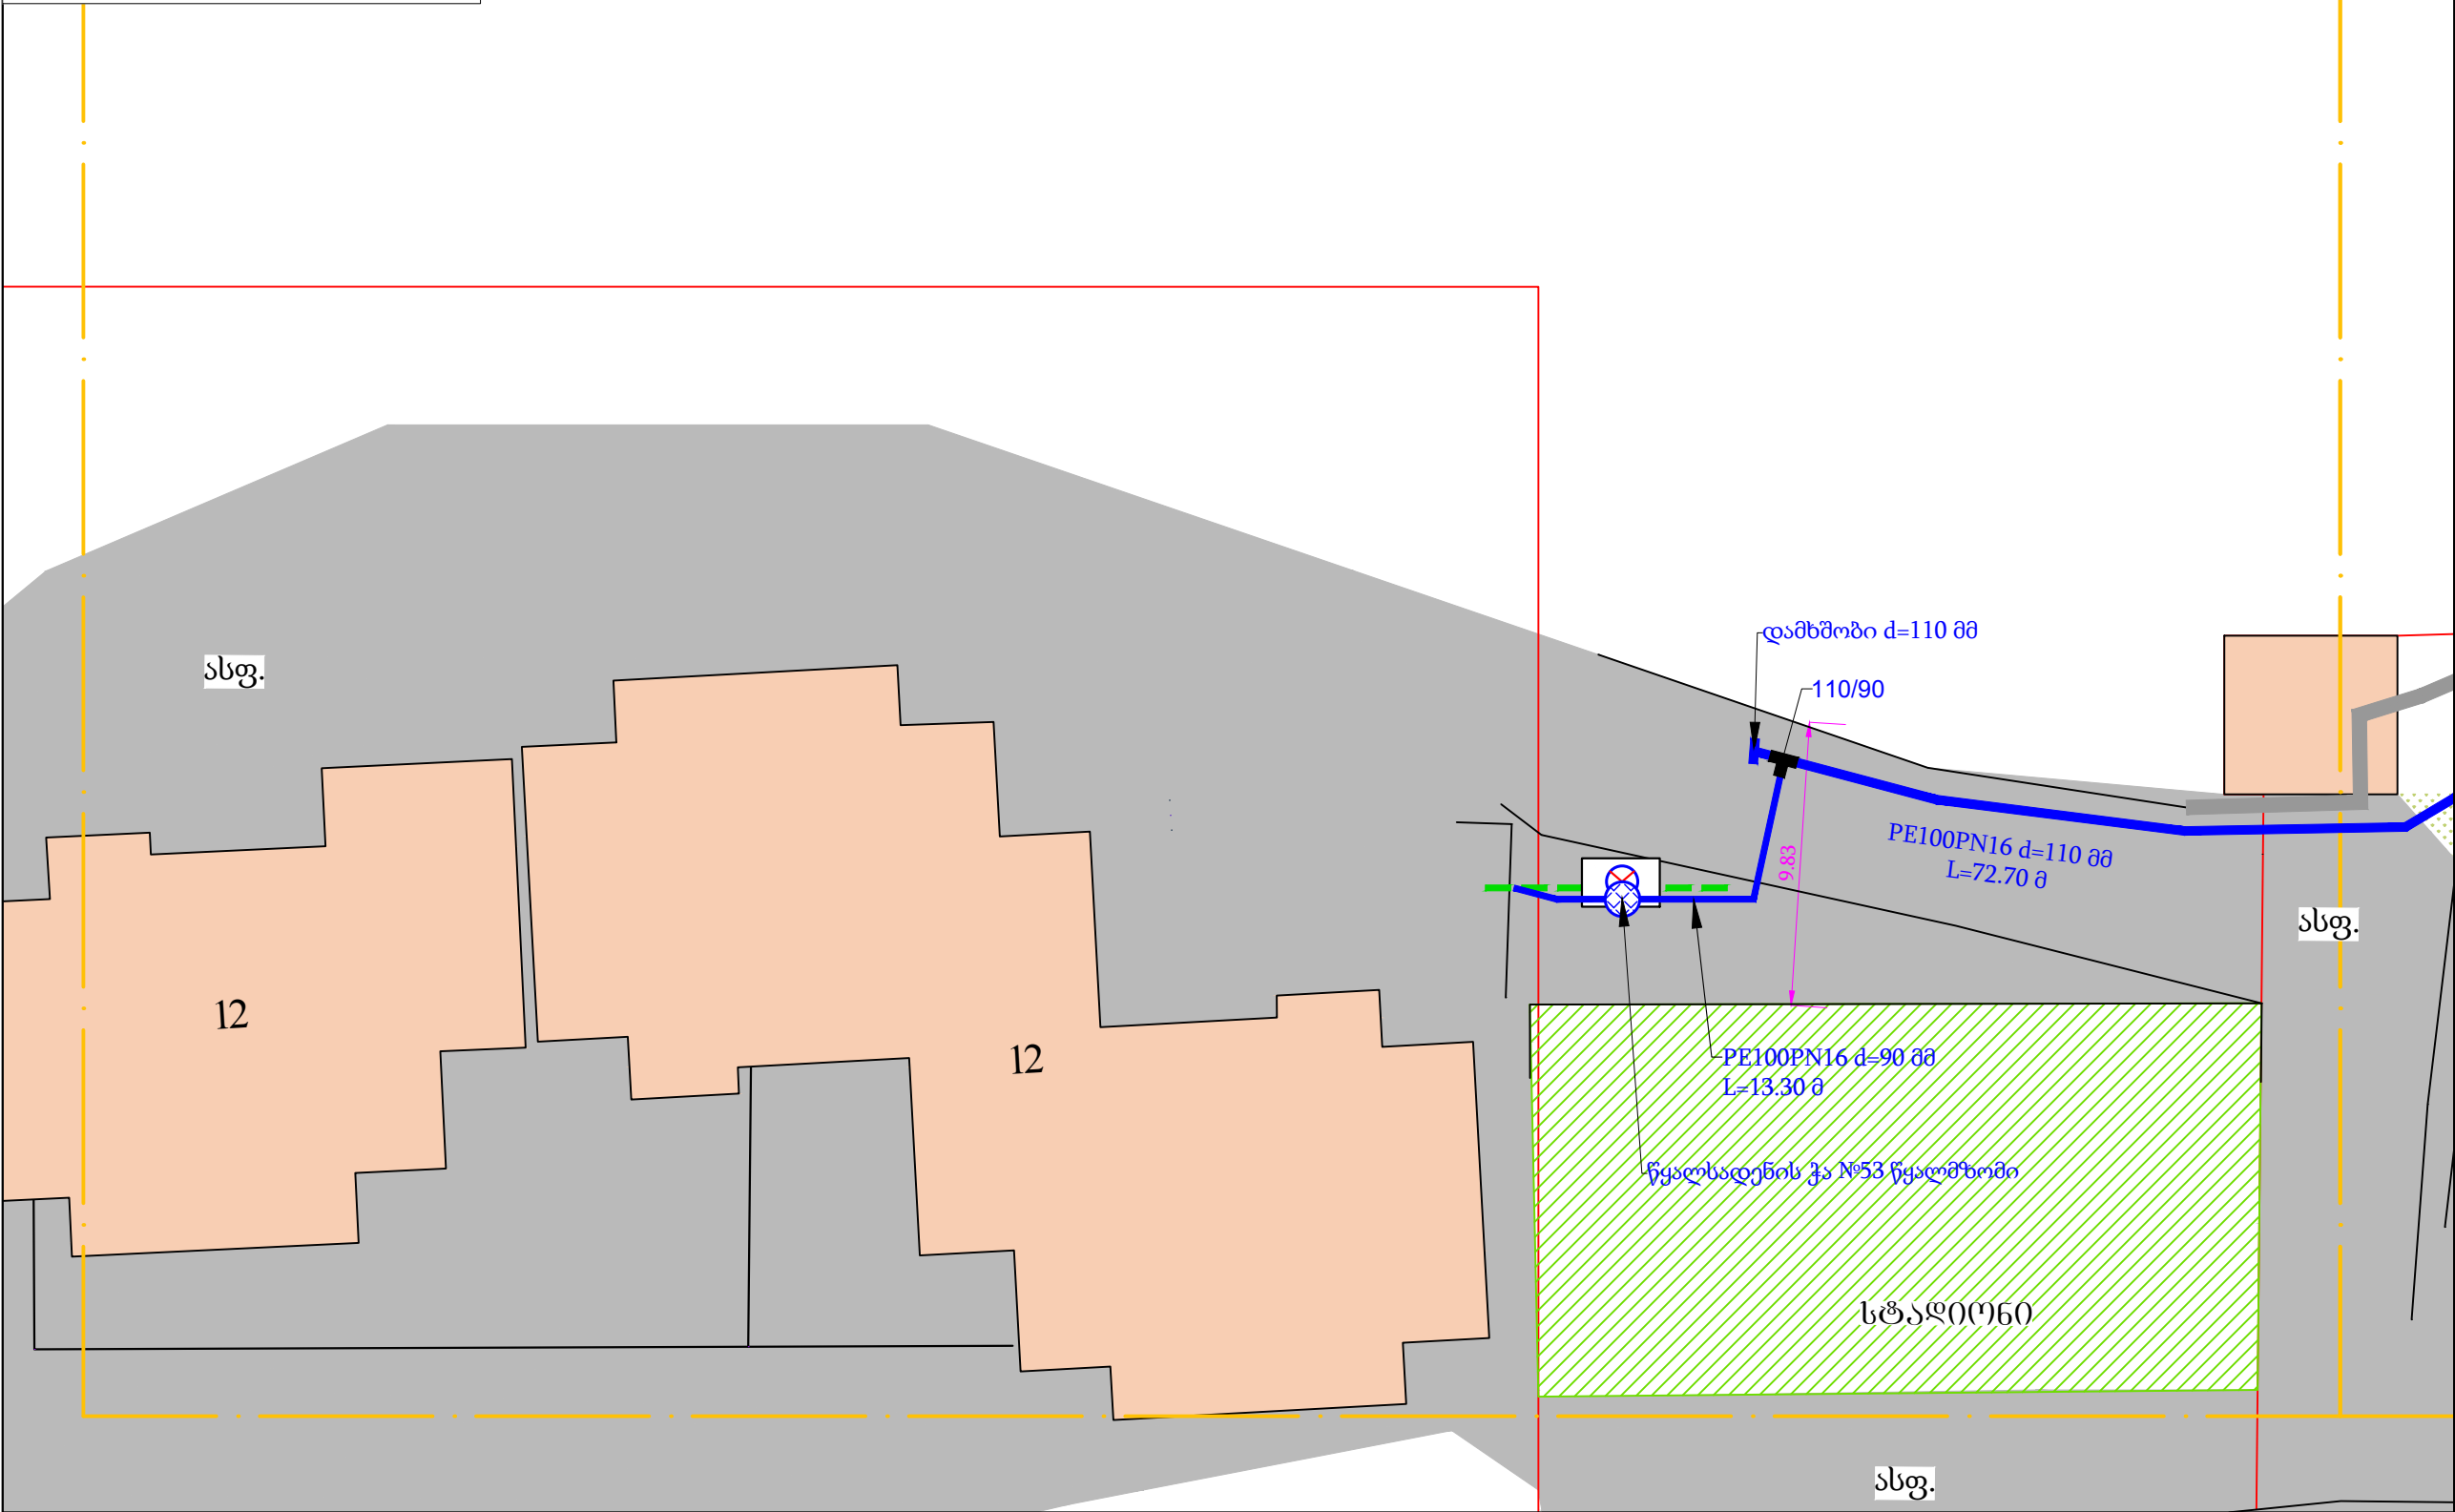 დამხშობი d=110 მმ
ასფ.
110/90
PE100PN16 d=110 მმ
L=72.70 მ
9.83
ასფ.
12
12
PE100PN16 d=90 მმ
L=13.30 მ
წყალსადენის ჭა №53 წყალმზომი
სტადიონი
ასფ.